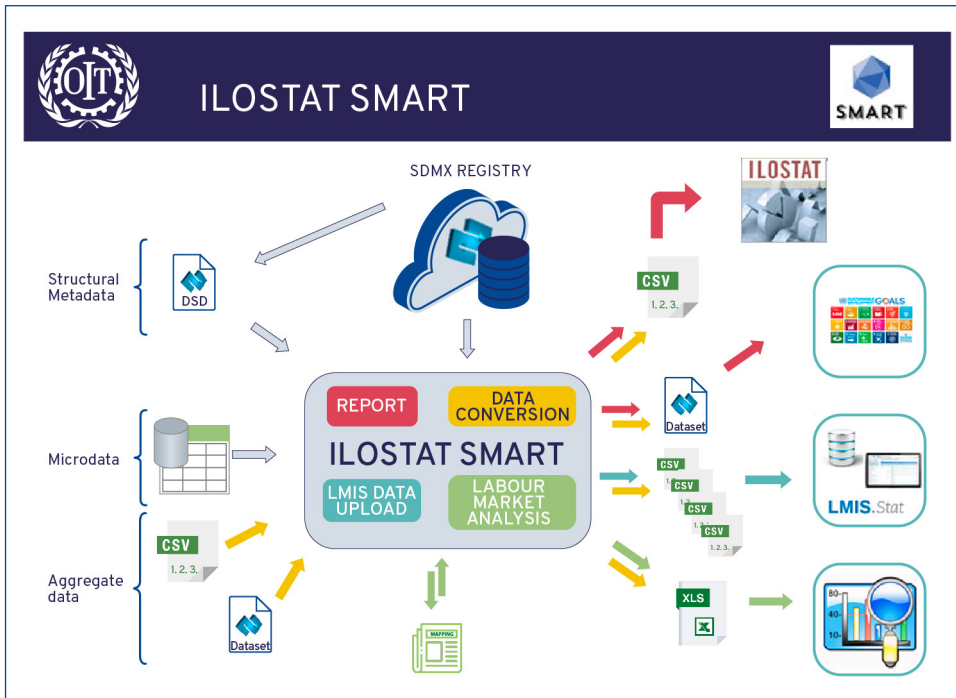 OIT
ILOSTAT SMART
SMART
SDMX REGISTRY
ILOSTAT
Structural
Metadata
DSD
CSV
1. 2. 3.
GOALS
REPORT
DATA
CONVERSION
Dataset
Microdata
ILOSTAT SMART
LMIS DATA
UPLOAD
LABOUR
MARKET
ANALYSIS
CSV
CSV
CSV
CSV
1. 2. 3.
LMIS.Stat
CSV
1. 2. 3.
Aggregate
data
Dataset
MAPPING
XLS
X
80-
40-
10-